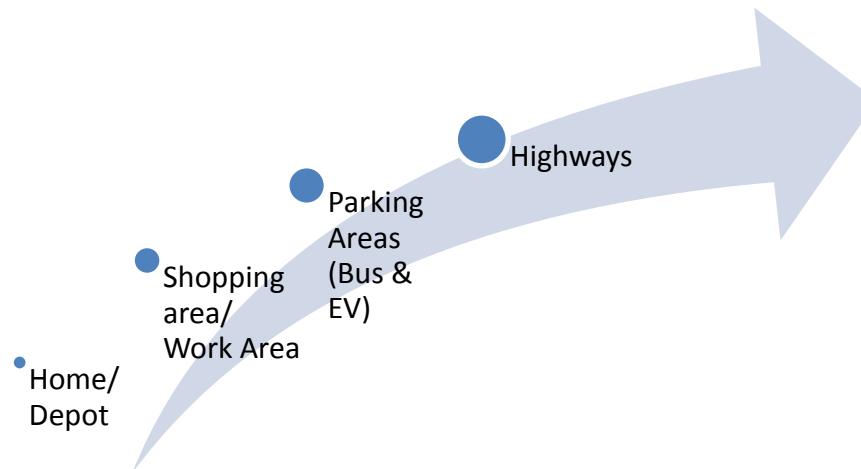 Home/
Depot
Shopping
area/
Work Area
Parking
Areas
(Bus &
EV)
Highways